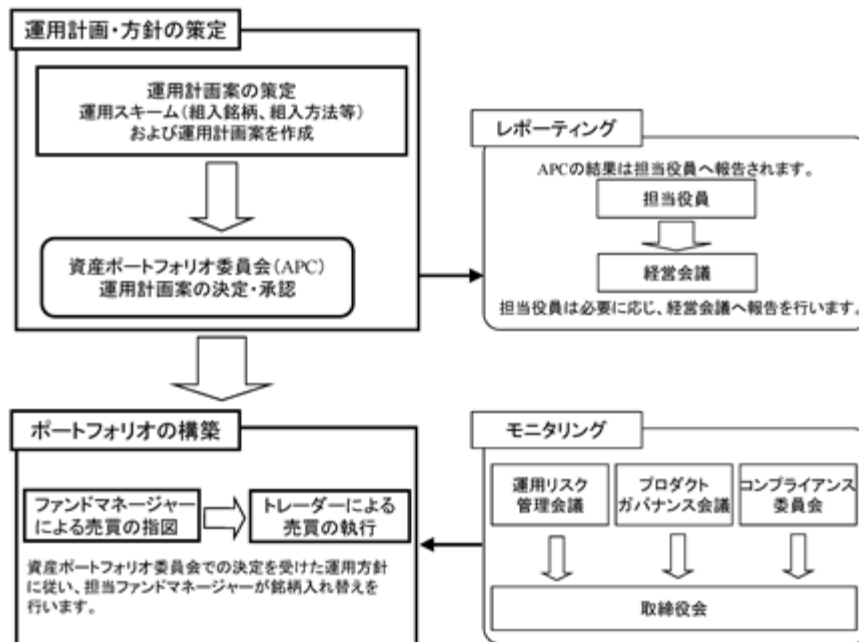 運用計画・方針の策定
運用計画案の策定
運用スキーム(組入銘柄、組入方法等)
および運用計画案を作成
資産ポートフォリオ委員会(APC)
運用計画案の決定・承認
レポーティング
APCの結果は担当役員へ報告されます。
担当役員
経営会議
担当役員は必要に応じ、経営会議へ報告を行います。
ポートフォリオの構築
ファンドマネージャー
による売買の指図
トレーダーによる
売買の執行
資産ポートフォリオ委員会での決定を受けた運用方針
に従い、担当ファンドマネージャーが銘柄入れ替えを
行います。
モニタリング
運用リスク
管理会議
プロダクト
ガバナンス会議
コンプライアンス
委員会
取締役会